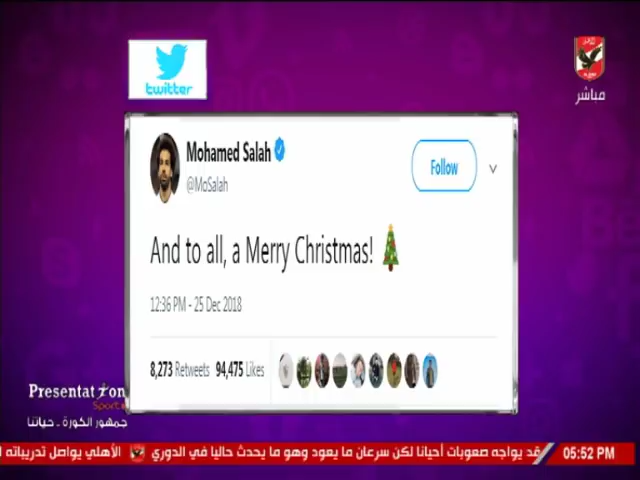 twitter
مباشر
Mohamed Salah
@MoSalah
Follow
And to all, a Merry Christmas!
12:36 PM - 25 Dec 2018
8,273 Retweets 94,475 Likes
Presentation
Sports
جمهور الكورة .. حياتنا
قد يواجه صعوبات أحيانا لكن سرعان ما يعود وهو ما يحدث حاليا في الدوري
الأهلي يواصل تدريباته
05:52 PM